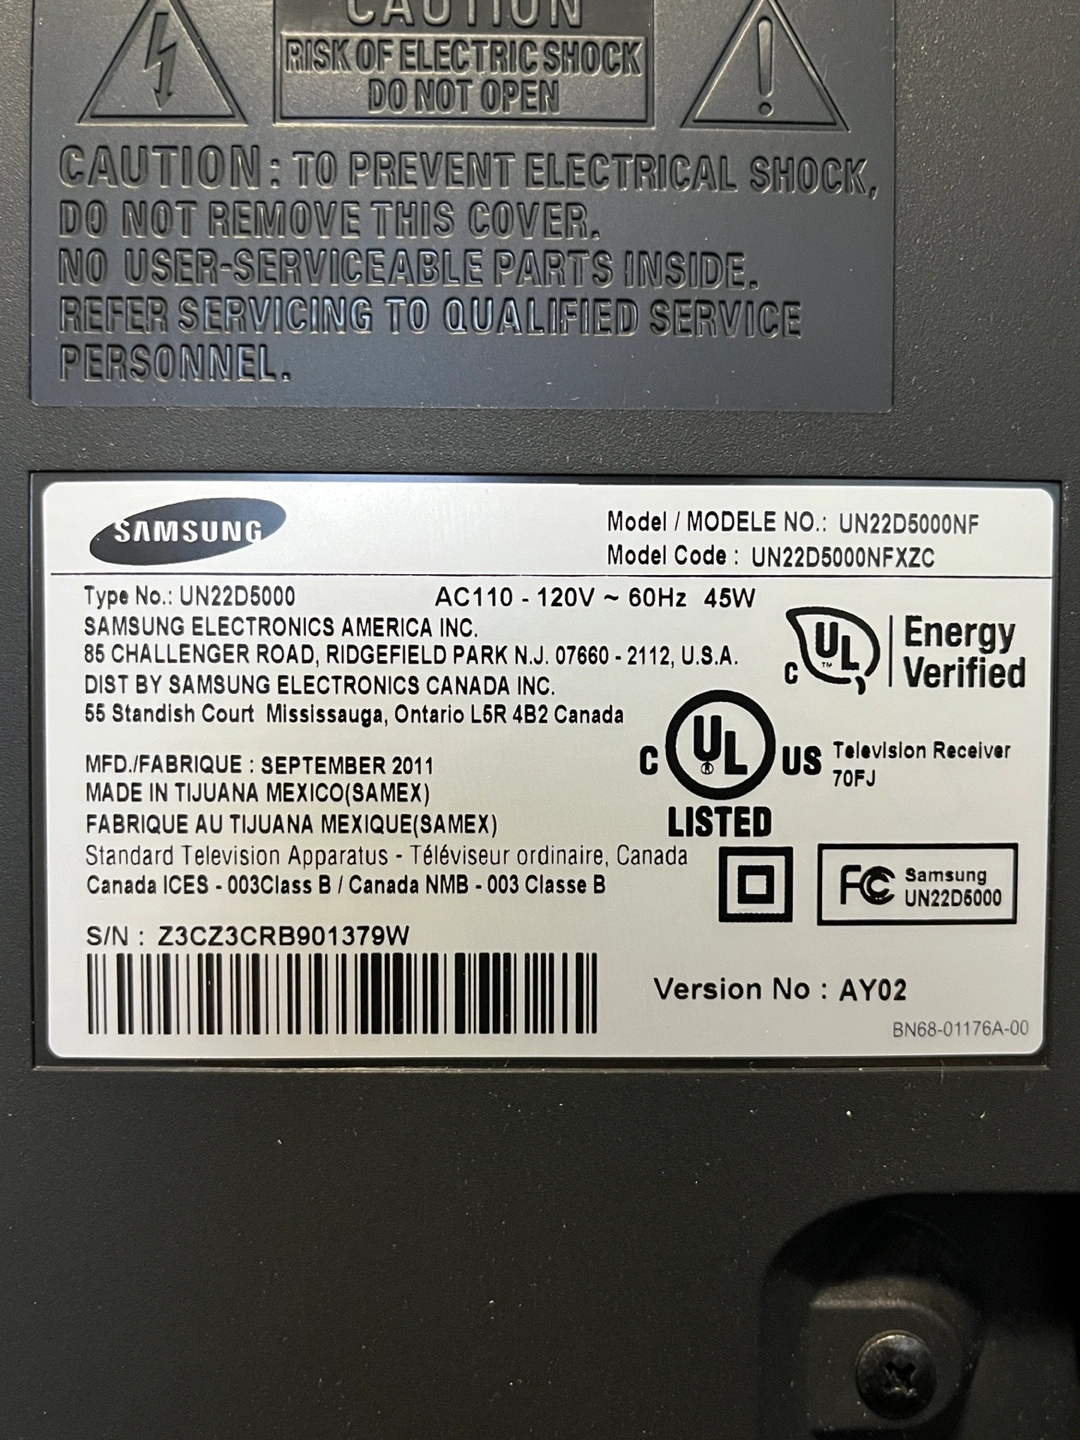 CAUTION
RISK OF ELECTRIC SHOCK
DO NOT OPEN
CAUTION : TO PREVENT ELECTRICAL SHOCK,
DO NOT REMOVE THIS COVER.
NO USER-SERVICEABLE PARTS INSIDE.
REFER SERVICING TO QUALIFIED SERVICE
PERSONNEL.
SAMSUNG
Model / MODELE NO.: UN22D5000NF
Model Code : UN22D5000NFXZC
Type No.: UN22D5000 AC110 - 120V ~ 60Hz 45W
SAMSUNG ELECTRONICS AMERICA INC.
85 CHALLENGER ROAD, RIDGEFIELD PARK N.J. 07660 - 2112, U.S.A.
DIST BY SAMSUNG ELECTRONICS CANADA INC.
55 Standish Court Mississauga, Ontario L5R 4B2 Canada
C UL TM Energy
Verified
MFD./FABRIQUE : SEPTEMBER 2011
MADE IN TIJUANA MEXICO(SAMEX)
FABRIQUE AU TIJUANA MEXIQUE(SAMEX)
Standard Television Apparatus - Téléviseur ordinaire, Canada
Canada ICES - 003Class B / Canada NMB - 003 Classe B
C UL US Television Receiver
70FJ
LISTED
FC Samsung
UN22D5000
S/N : Z3CZ3CRB901379W
Version No : AY02
BN68-01176A-00